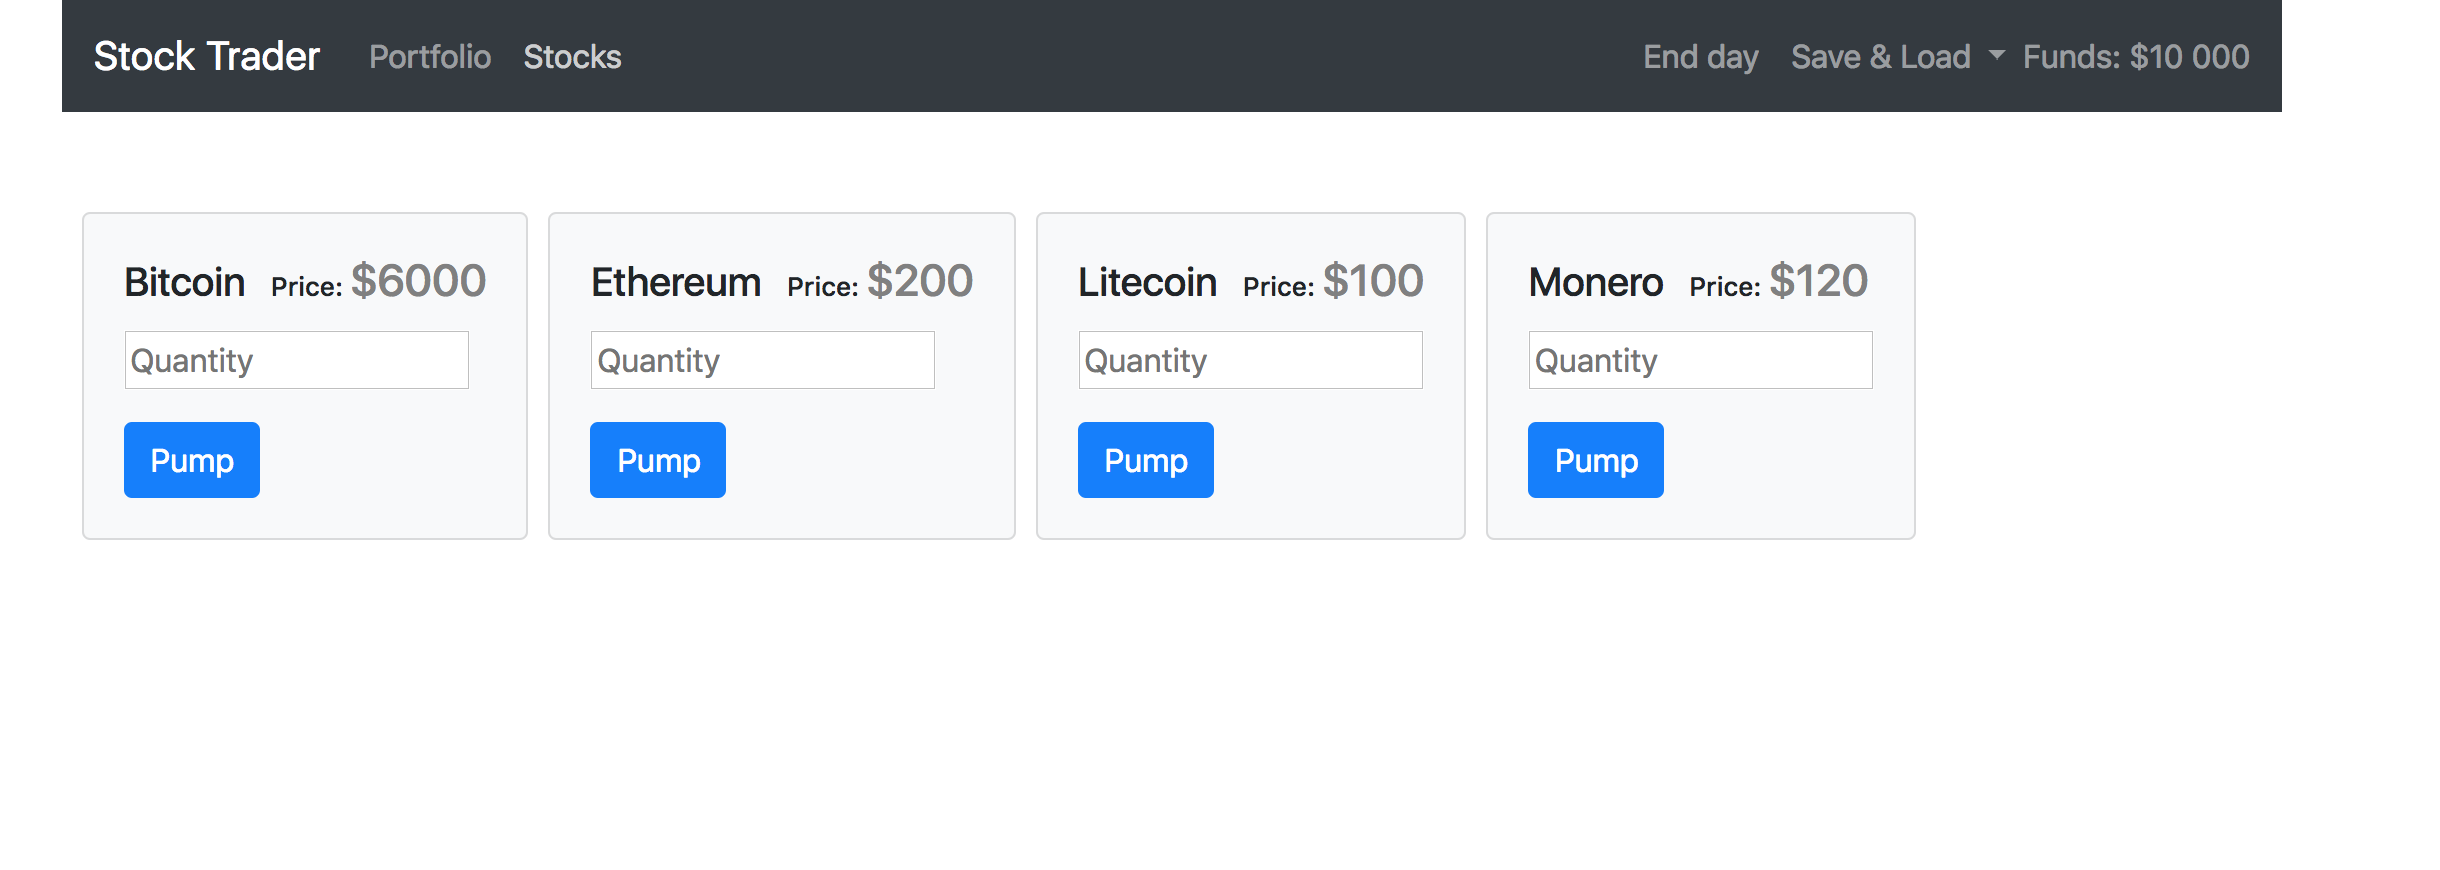 Stock Trader Portfolio Stocks End day Save & Load Funds: $10 000
Bitcoin Price: $6000 Ethereum Price: $200 Litecoin Price: $100 Monero Price: $120
Quantity Quantity Quantity Quantity
Pump Pump Pump Pump